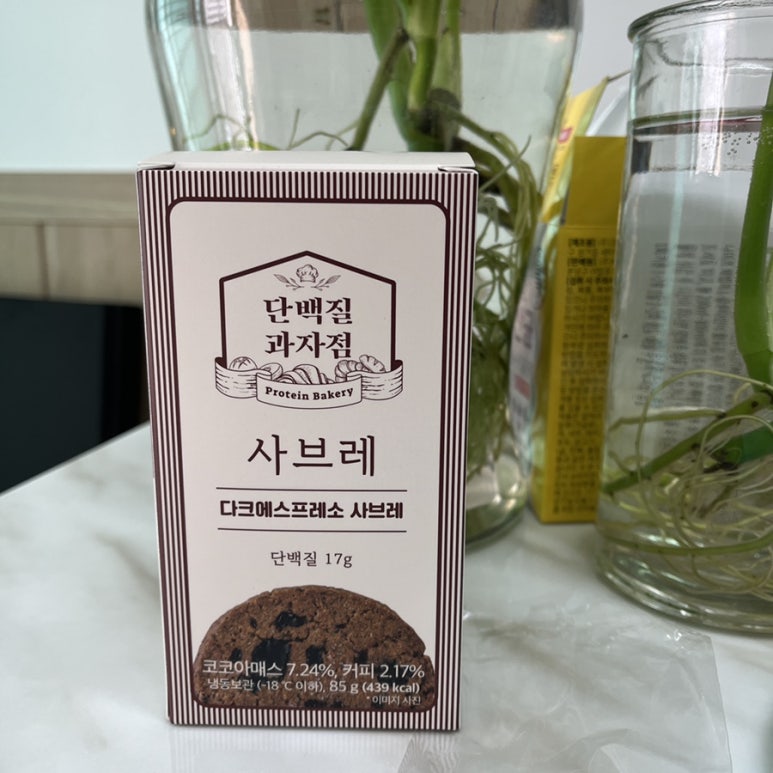 단백질
과자점
Protein Bakery
사브레
다크에스프레소 사브레
단백질 17g
코코아매스 7.24%, 커피 2.17%
냉동보관 (-18 ℃ 이하), 85 g (439 kcal)
* 이미지 사진